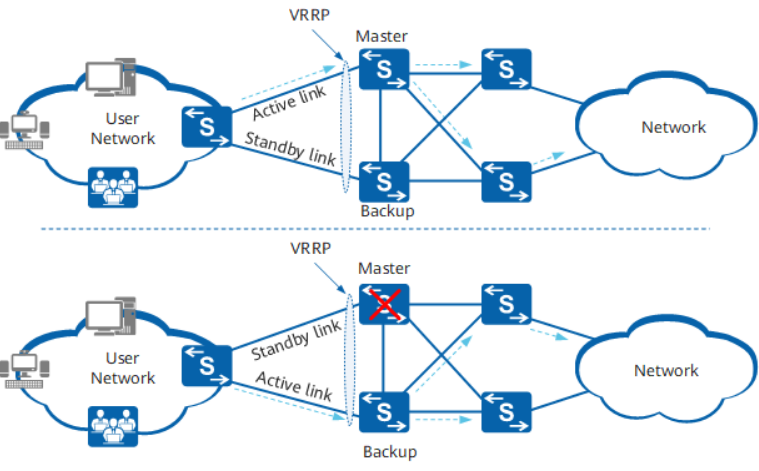 VRRP
Master
S
S
Active link
User
Network
S
Network
Standby link
S
S
Backup
VRRP
Master
S
S
Standby link
User
Network
S
Network
Active link
S
S
Backup